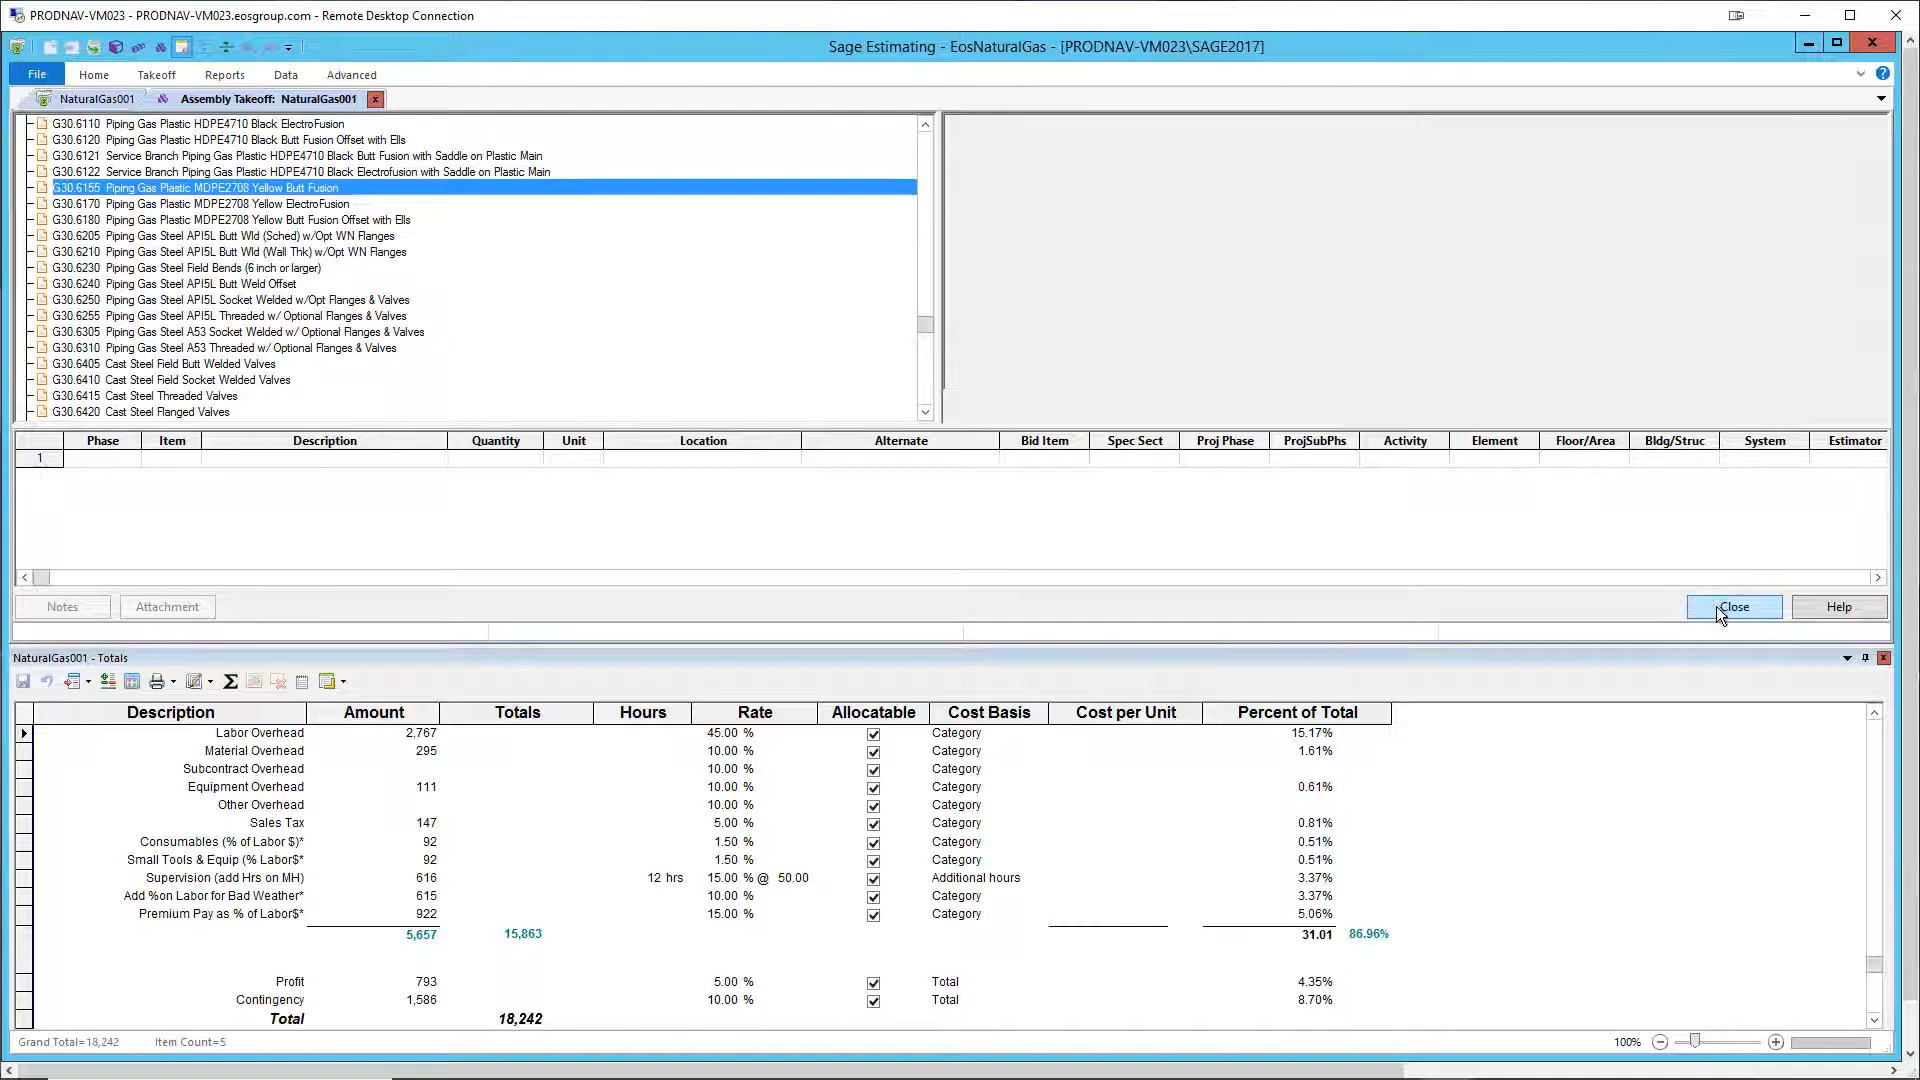 PRODNAV-VM023 - PRODNAV-VM023.eosgroup.com - Remote Desktop Connection
Sage Estimating - EosNaturalGas - [PRODNAV-VM023\SAGE2017]
File Home Takeoff Reports Data Advanced
NaturalGas001 Assembly Takeoff: NaturalGas001
G30.6110 Piping Gas Plastic HDPE4710 Black ElectroFusion
G30.6120 Piping Gas Plastic HDPE4710 Black Butt Fusion Offset with Ells
G30.6121 Service Branch Piping Gas Plastic HDPE4710 Black Butt Fusion with Saddle on Plastic Main
G30.6122 Service Branch Piping Gas Plastic HDPE4710 Black Electrofusion with Saddle on Plastic Main
G30.6155 Piping Gas Plastic MDPE2708 Yellow Butt Fusion
G30.6170 Piping Gas Plastic MDPE2708 Yellow ElectroFusion
G30.6180 Piping Gas Plastic MDPE2708 Yellow Butt Fusion Offset with Ells
G30.6205 Piping Gas Steel API5L Butt Wld (Sched) w/Opt WN Flanges
G30.6210 Piping Gas Steel API5L Butt Wld (Wall Thk) w/Opt WN Flanges
G30.6230 Piping Gas Steel Field Bends (6 inch or larger)
G30.6240 Piping Gas Steel API5L Butt Weld Offset
G30.6250 Piping Gas Steel API5L Socket Welded w/Opt Flanges & Valves
G30.6255 Piping Gas Steel API5L Threaded w/ Optional Flanges & Valves
G30.6305 Piping Gas Steel A53 Socket Welded w/ Optional Flanges & Valves
G30.6310 Piping Gas Steel A53 Threaded w/ Optional Flanges & Valves
G30.6405 Cast Steel Field Butt Welded Valves
G30.6410 Cast Steel Field Socket Welded Valves
G30.6415 Cast Steel Threaded Valves
G30.6420 Cast Steel Flanged Valves
Phase Item Description Quantity Unit Location Alternate Bid Item Spec Sect Proj Phase ProjSubPhs Activity Element Floor/Area Bldg/Struc System Estimator
1
Notes Attachment Close Help
NaturalGas001 - Totals
Description Amount Totals Hours Rate Allocatable Cost Basis Cost per Unit Percent of Total
Labor Overhead 2,767 45.00 % Category 15.17%
Material Overhead 295 10.00 % Category 1.61%
Subcontract Overhead 10.00 % Category
Equipment Overhead 111 10.00 % Category 0.61%
Other Overhead 10.00 % Category
Sales Tax 147 5.00 % Category 0.81%
Consumables (% of Labor $)* 92 1.50 % Category 0.51%
Small Tools & Equip (% Labor$* 92 1.50 % Category 0.51%
Supervision (add Hrs on MH) 616 12 hrs 15.00 % @ 50.00 Additional hours 3.37%
Add %on Labor for Bad Weather* 615 10.00 % Category 3.37%
Premium Pay as % of Labor$* 922 15.00 % Category 5.06%
5,657 15,863 31.01 86.96%
Profit 793 5.00 % Total 4.35%
Contingency 1,586 10.00 % Total 8.70%
Total 18,242
Grand Total=18,242 Item Count=5 100%